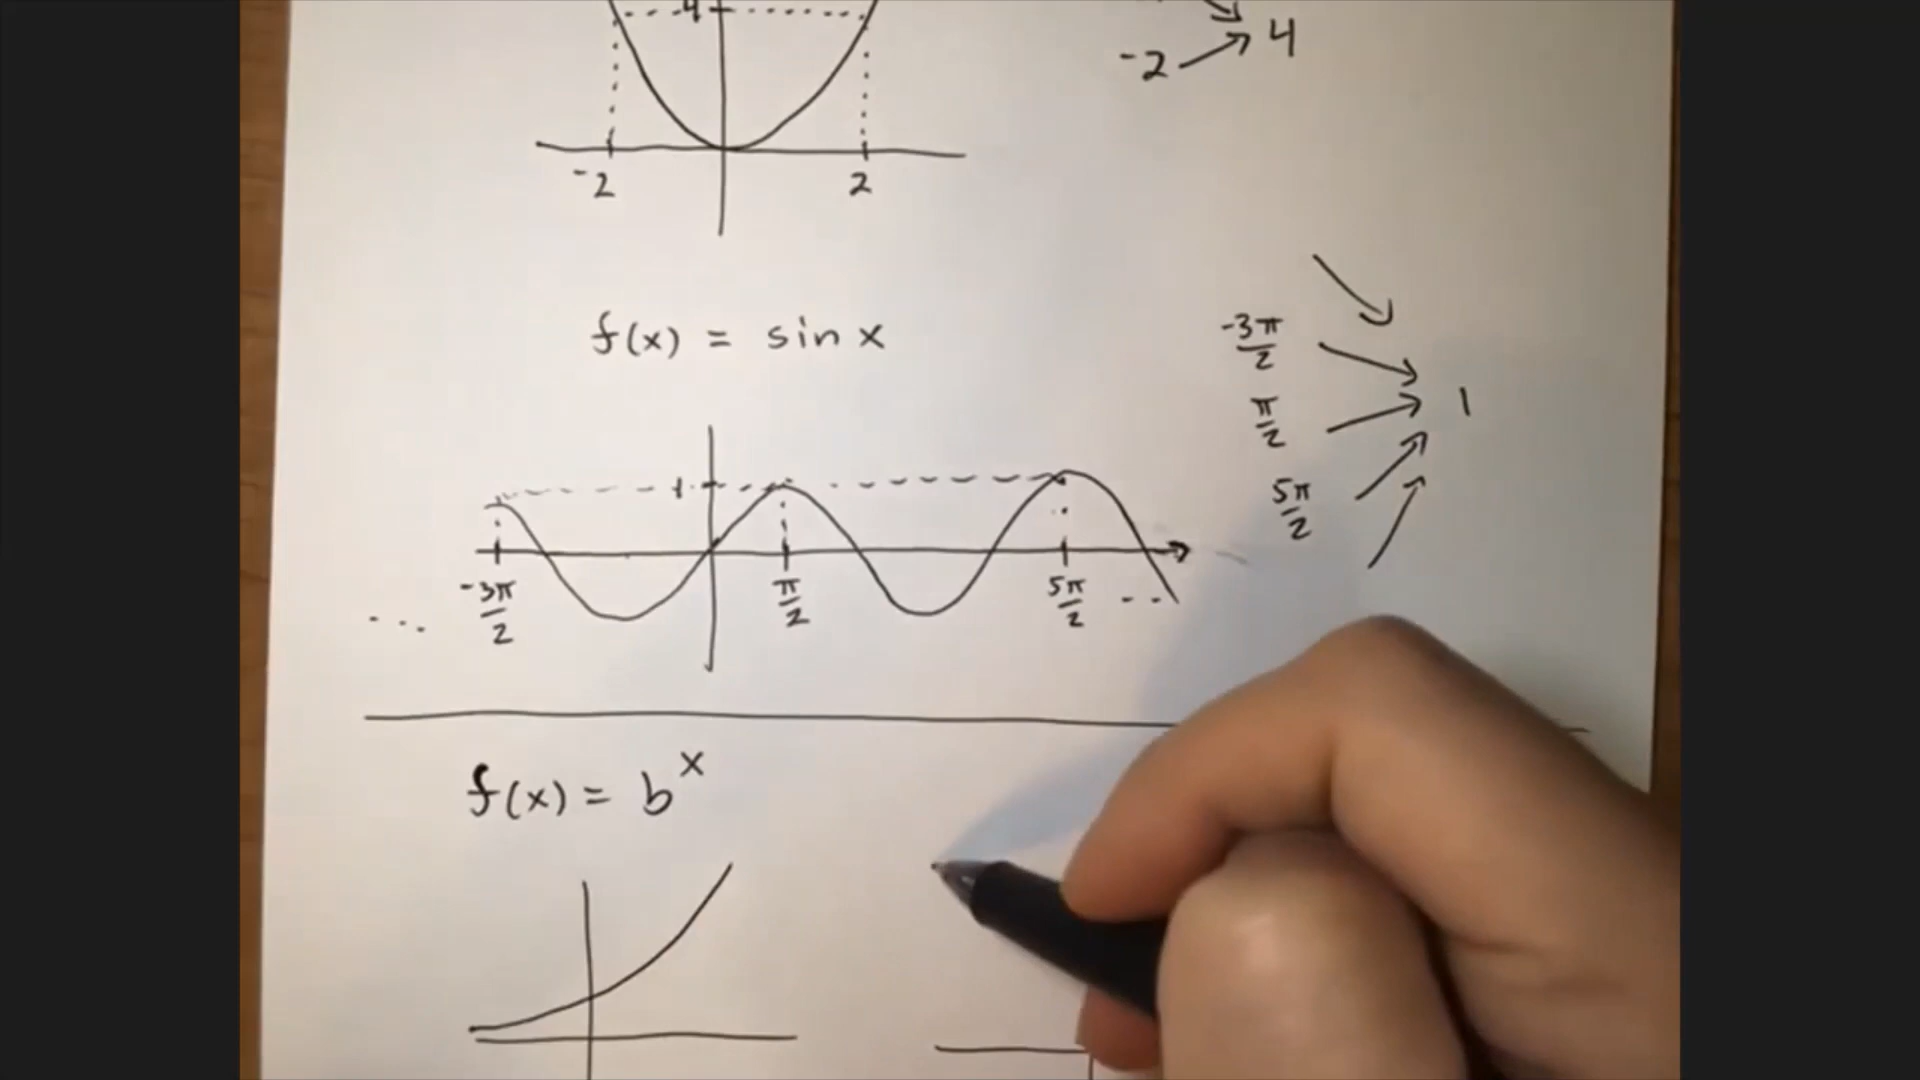 4
-2 2
-2 → 4
f(x) = sin x
-3π/2
π/2
5π/2
1
1
-3π/2 π/2 5π/2
... ..
f(x) = b^x